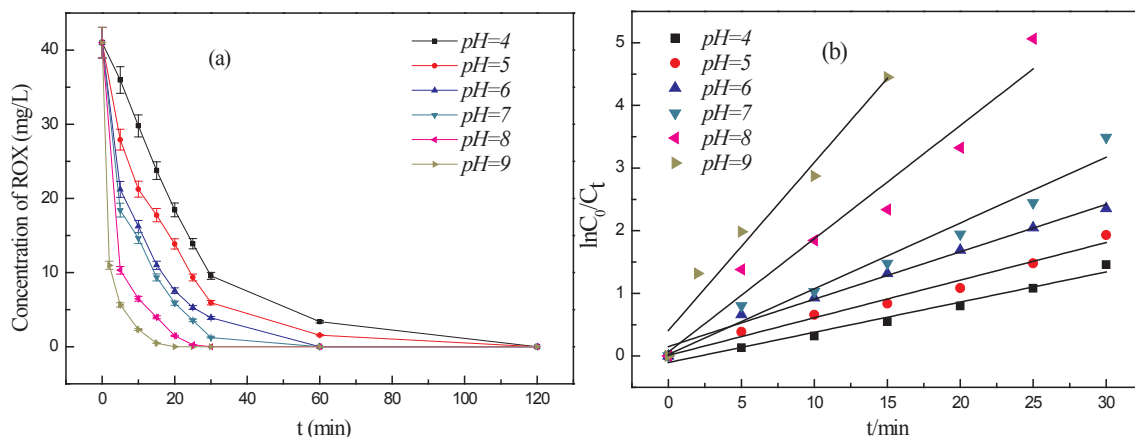 (a)
pH=4
pH=5
pH=6
pH=7
pH=8
pH=9
Concentration of ROX (mg/L)
40
30
20
10
0
0 20 40 60 80 100 120
t (min)
(b)
pH=4
pH=5
pH=6
pH=7
pH=8
pH=9
lnC0/Ct
5
4
3
2
1
0
0 5 10 15 20 25 30
t/min